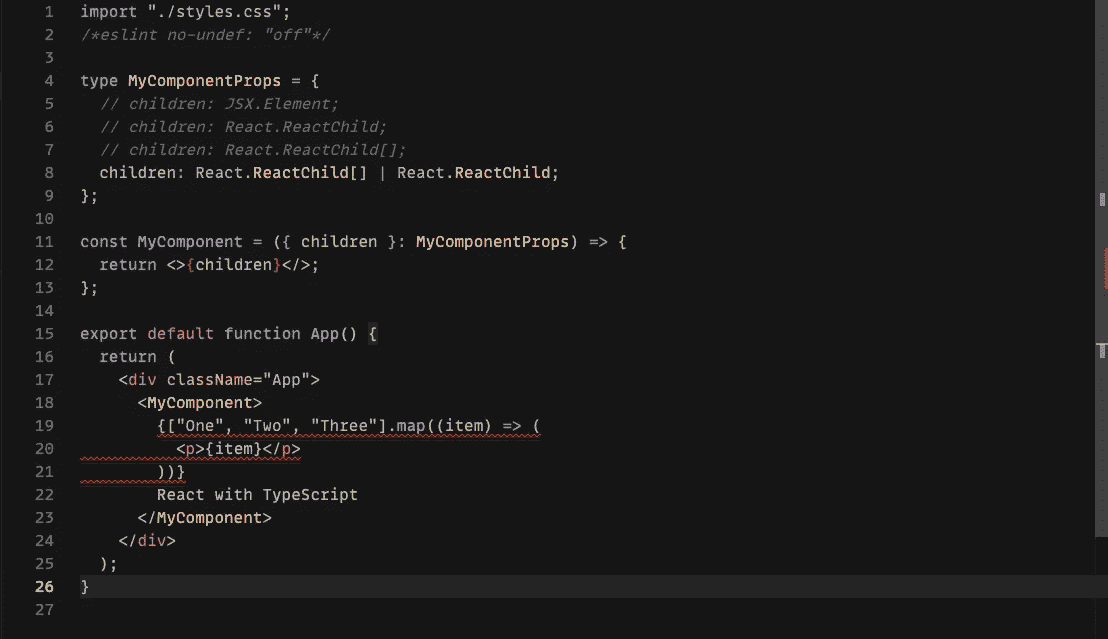 1 import "./styles.css";
2 /*eslint no-undef: "off"*/
3
4 type MyComponentProps = {
5   // children: JSX.Element;
6   // children: React.ReactChild;
7   // children: React.ReactChild[];
8   children: React.ReactChild[] | React.ReactChild;
9 };
10
11 const MyComponent = ({ children }: MyComponentProps) => {
12   return <>{children}</>;
13 };
14
15 export default function App() {
16   return (
17     <div className="App">
18       <MyComponent>
19         {["One", "Two", "Three"].map((item) => (
20           <p>{item}</p>
21         ))}
22         React with TypeScript
23       </MyComponent>
24     </div>
25   );
26 }
27